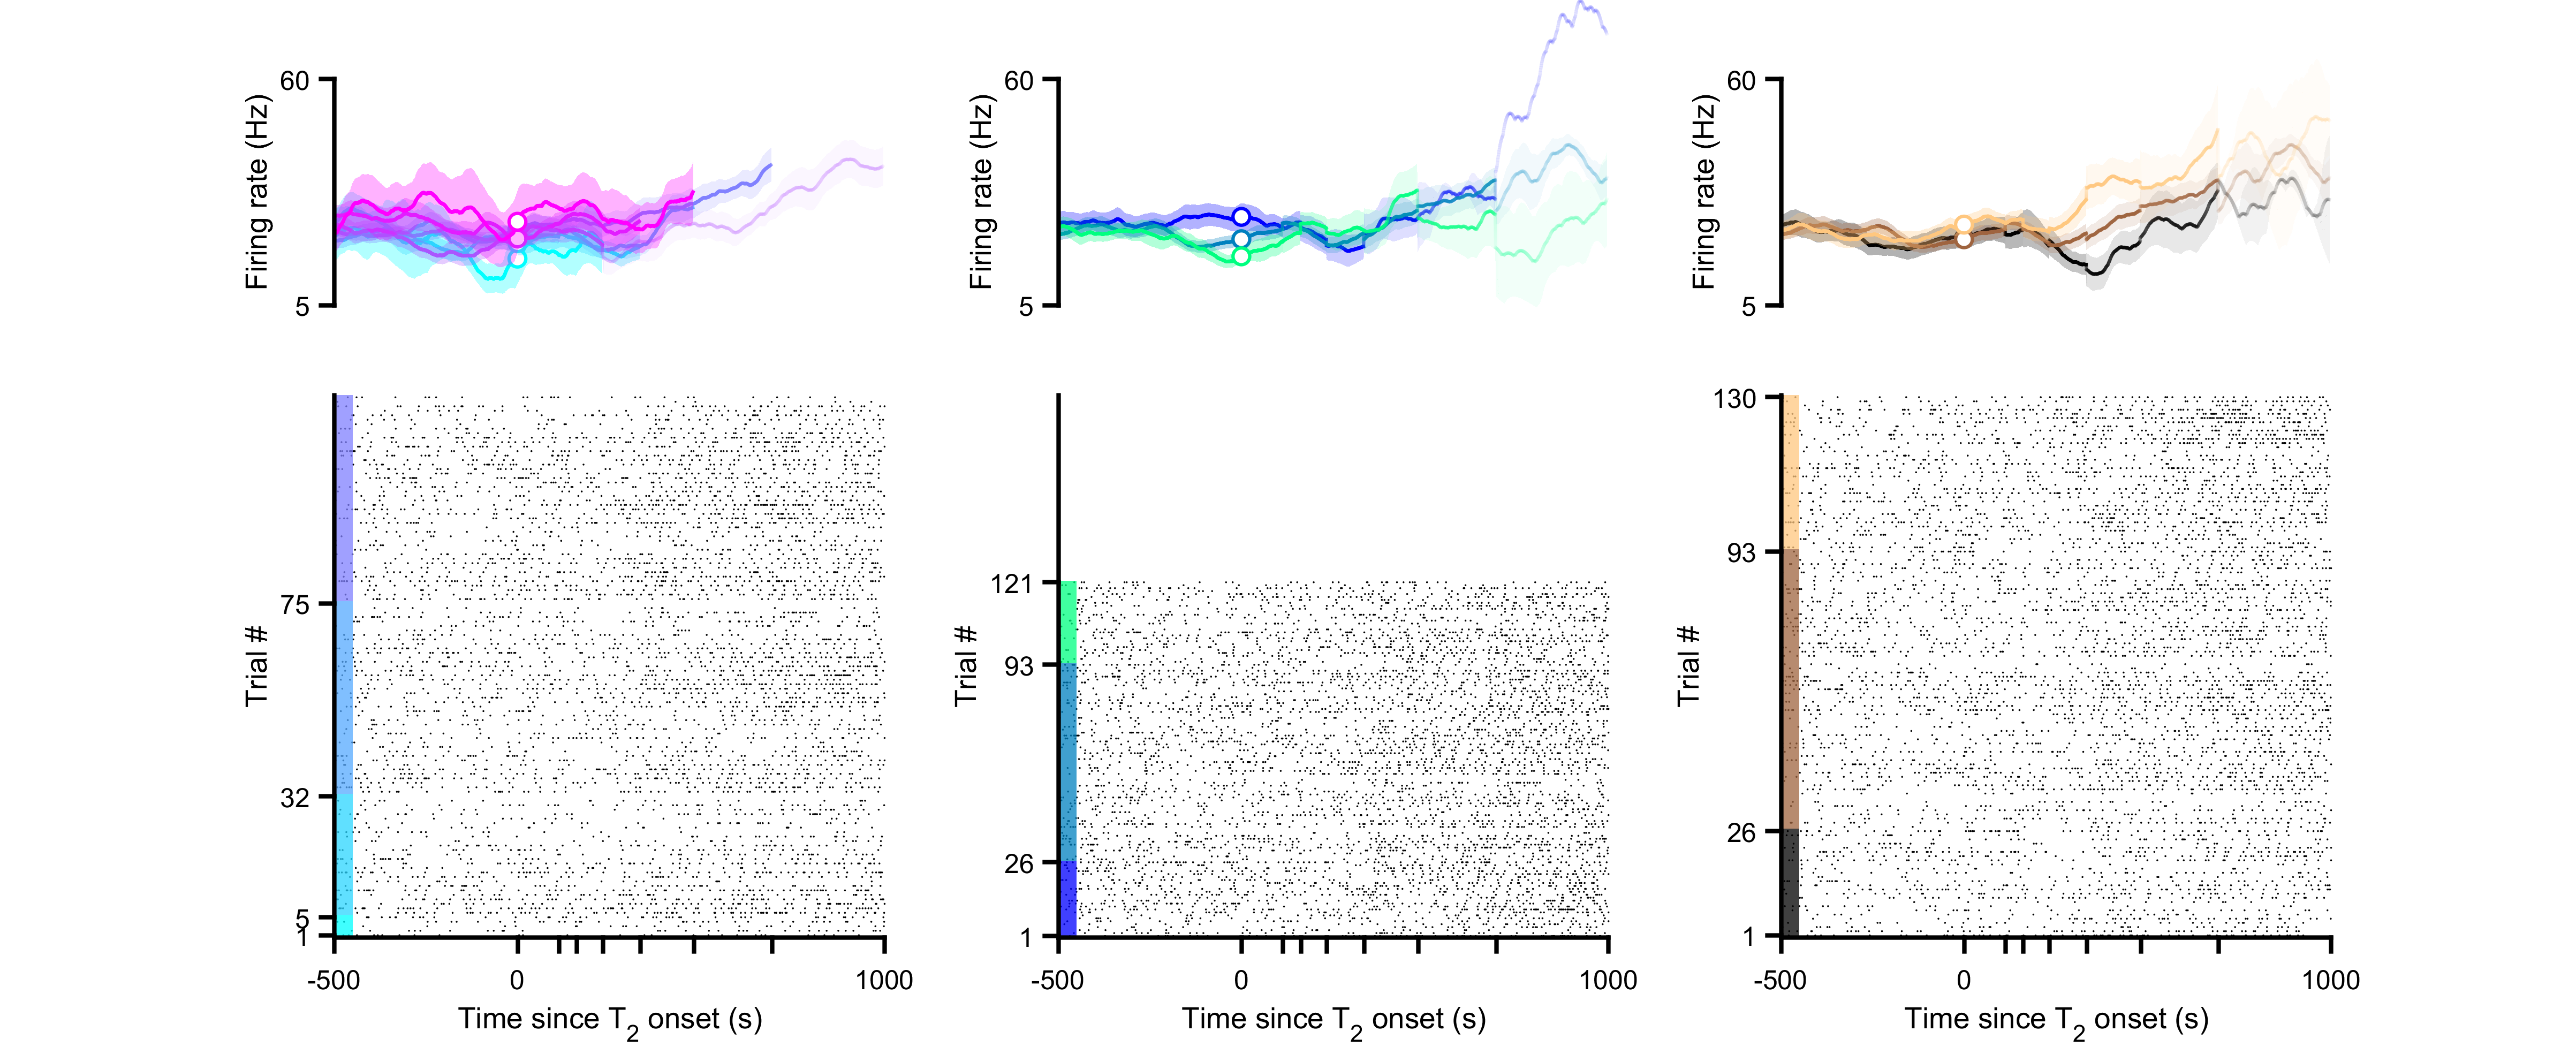 60
Firing rate (Hz)
5
60
Firing rate (Hz)
5
60
Firing rate (Hz)
5
75
32
5
1
Trial #
-500 0 1000
Time since T2 onset (s)
121
93
26
1
Trial #
-500 0 1000
Time since T2 onset (s)
130
93
26
1
Trial #
-500 0 1000
Time since T2 onset (s)